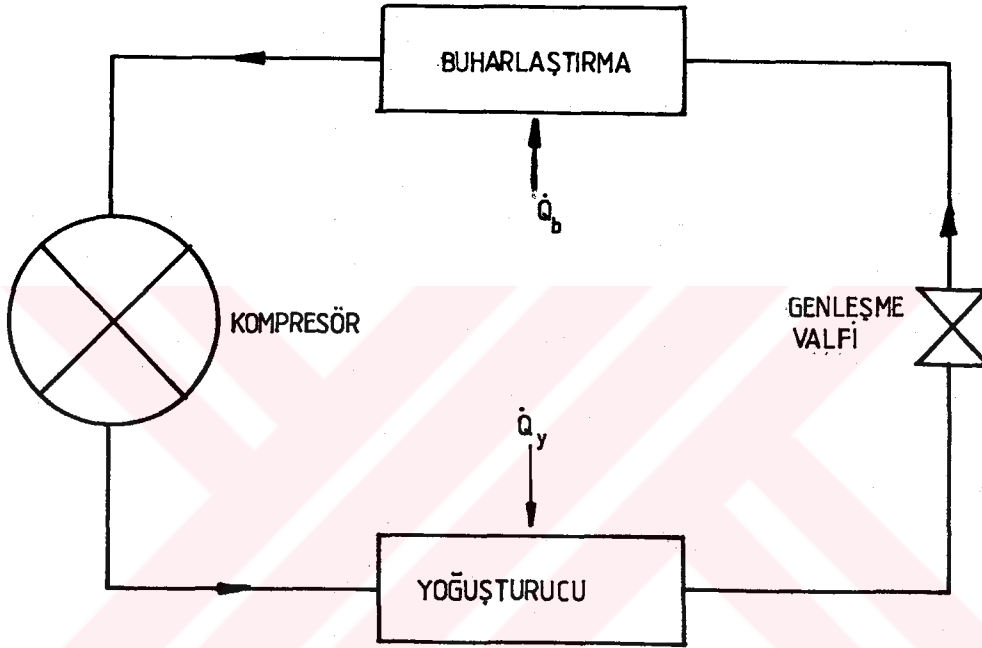 BUHARLAŞTIRMA
Q̇b
KOMPRESÖR
GENLEŞME
VALFİ
Q̇y
YOĞUŞTURUCU